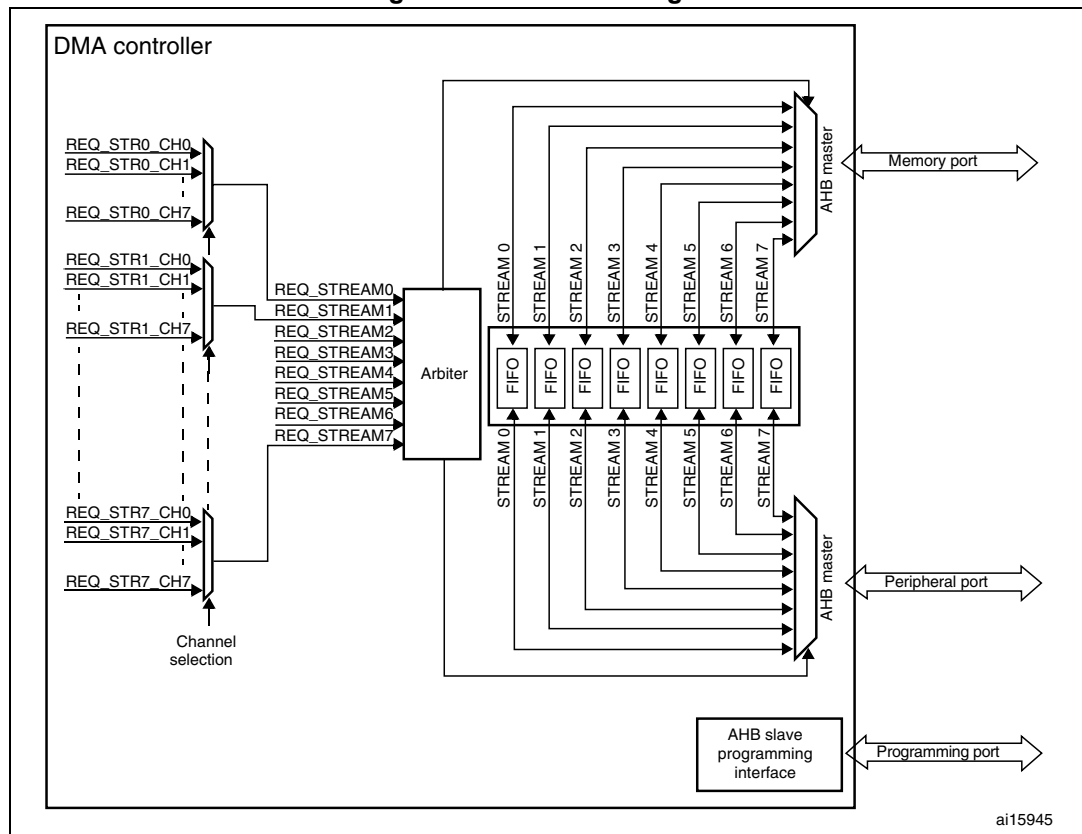 DMA controller
REQ_STR0_CH0
REQ_STR0_CH1
REQ_STR0_CH7
REQ_STR1_CH0
REQ_STR1_CH1
REQ_STR1_CH7
REQ_STR7_CH0
REQ_STR7_CH1
REQ_STR7_CH7
Channel
selection
REQ_STREAM0
REQ_STREAM1
REQ_STREAM2
REQ_STREAM3
REQ_STREAM4
REQ_STREAM5
REQ_STREAM6
REQ_STREAM7
Arbiter
STREAM 0
STREAM 1
STREAM 2
STREAM 3
STREAM 4
STREAM 5
STREAM 6
STREAM 7
FIFO
FIFO
FIFO
FIFO
FIFO
FIFO
FIFO
FIFO
STREAM 0
STREAM 1
STREAM 2
STREAM 3
STREAM 4
STREAM 5
STREAM 6
STREAM 7
AHB master
Memory port
AHB master
Peripheral port
AHB slave
programming
interface
Programming port
ai15945